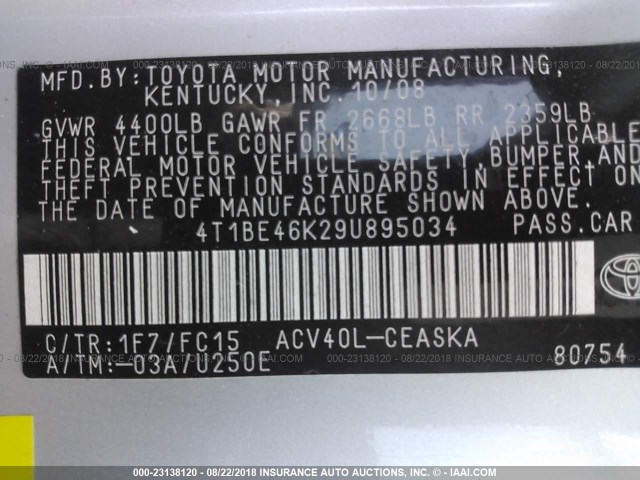 MFD. BY: TOYOTA MOTOR MANUFACTURING,
KENTUCKY, INC. 10/08
GVWR 4400LB GAWR FR 2668LB RR 2359LB
THIS VEHICLE CONFORMS TO ALL APPLICABLE
FEDERAL MOTOR VEHICLE SAFETY, BUMPER, AND
THEFT PREVENTION STANDARDS IN EFFECT ON
THE DATE OF MANUFACTURE SHOWN ABOVE.
4T1BE46K29U895034 PASS. CAR
C/TR: 1F7/FC15 ACV40L-CEASKA
A/TM: -03A/U250E 80754
000-23138120 - 08/22/2018 INSURANCE AUTO AUCTIONS, INC. © - IAAI.COM